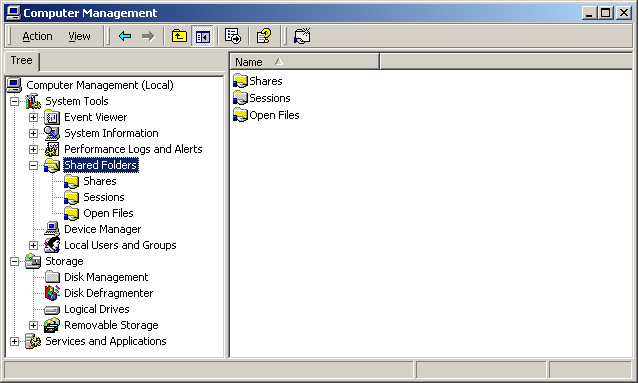 Computer Management
Action View
Tree
Computer Management (Local)
System Tools
Event Viewer
System Information
Performance Logs and Alerts
Shared Folders
Shares
Sessions
Open Files
Device Manager
Local Users and Groups
Storage
Disk Management
Disk Defragmenter
Logical Drives
Removable Storage
Services and Applications
Name
Shares
Sessions
Open Files